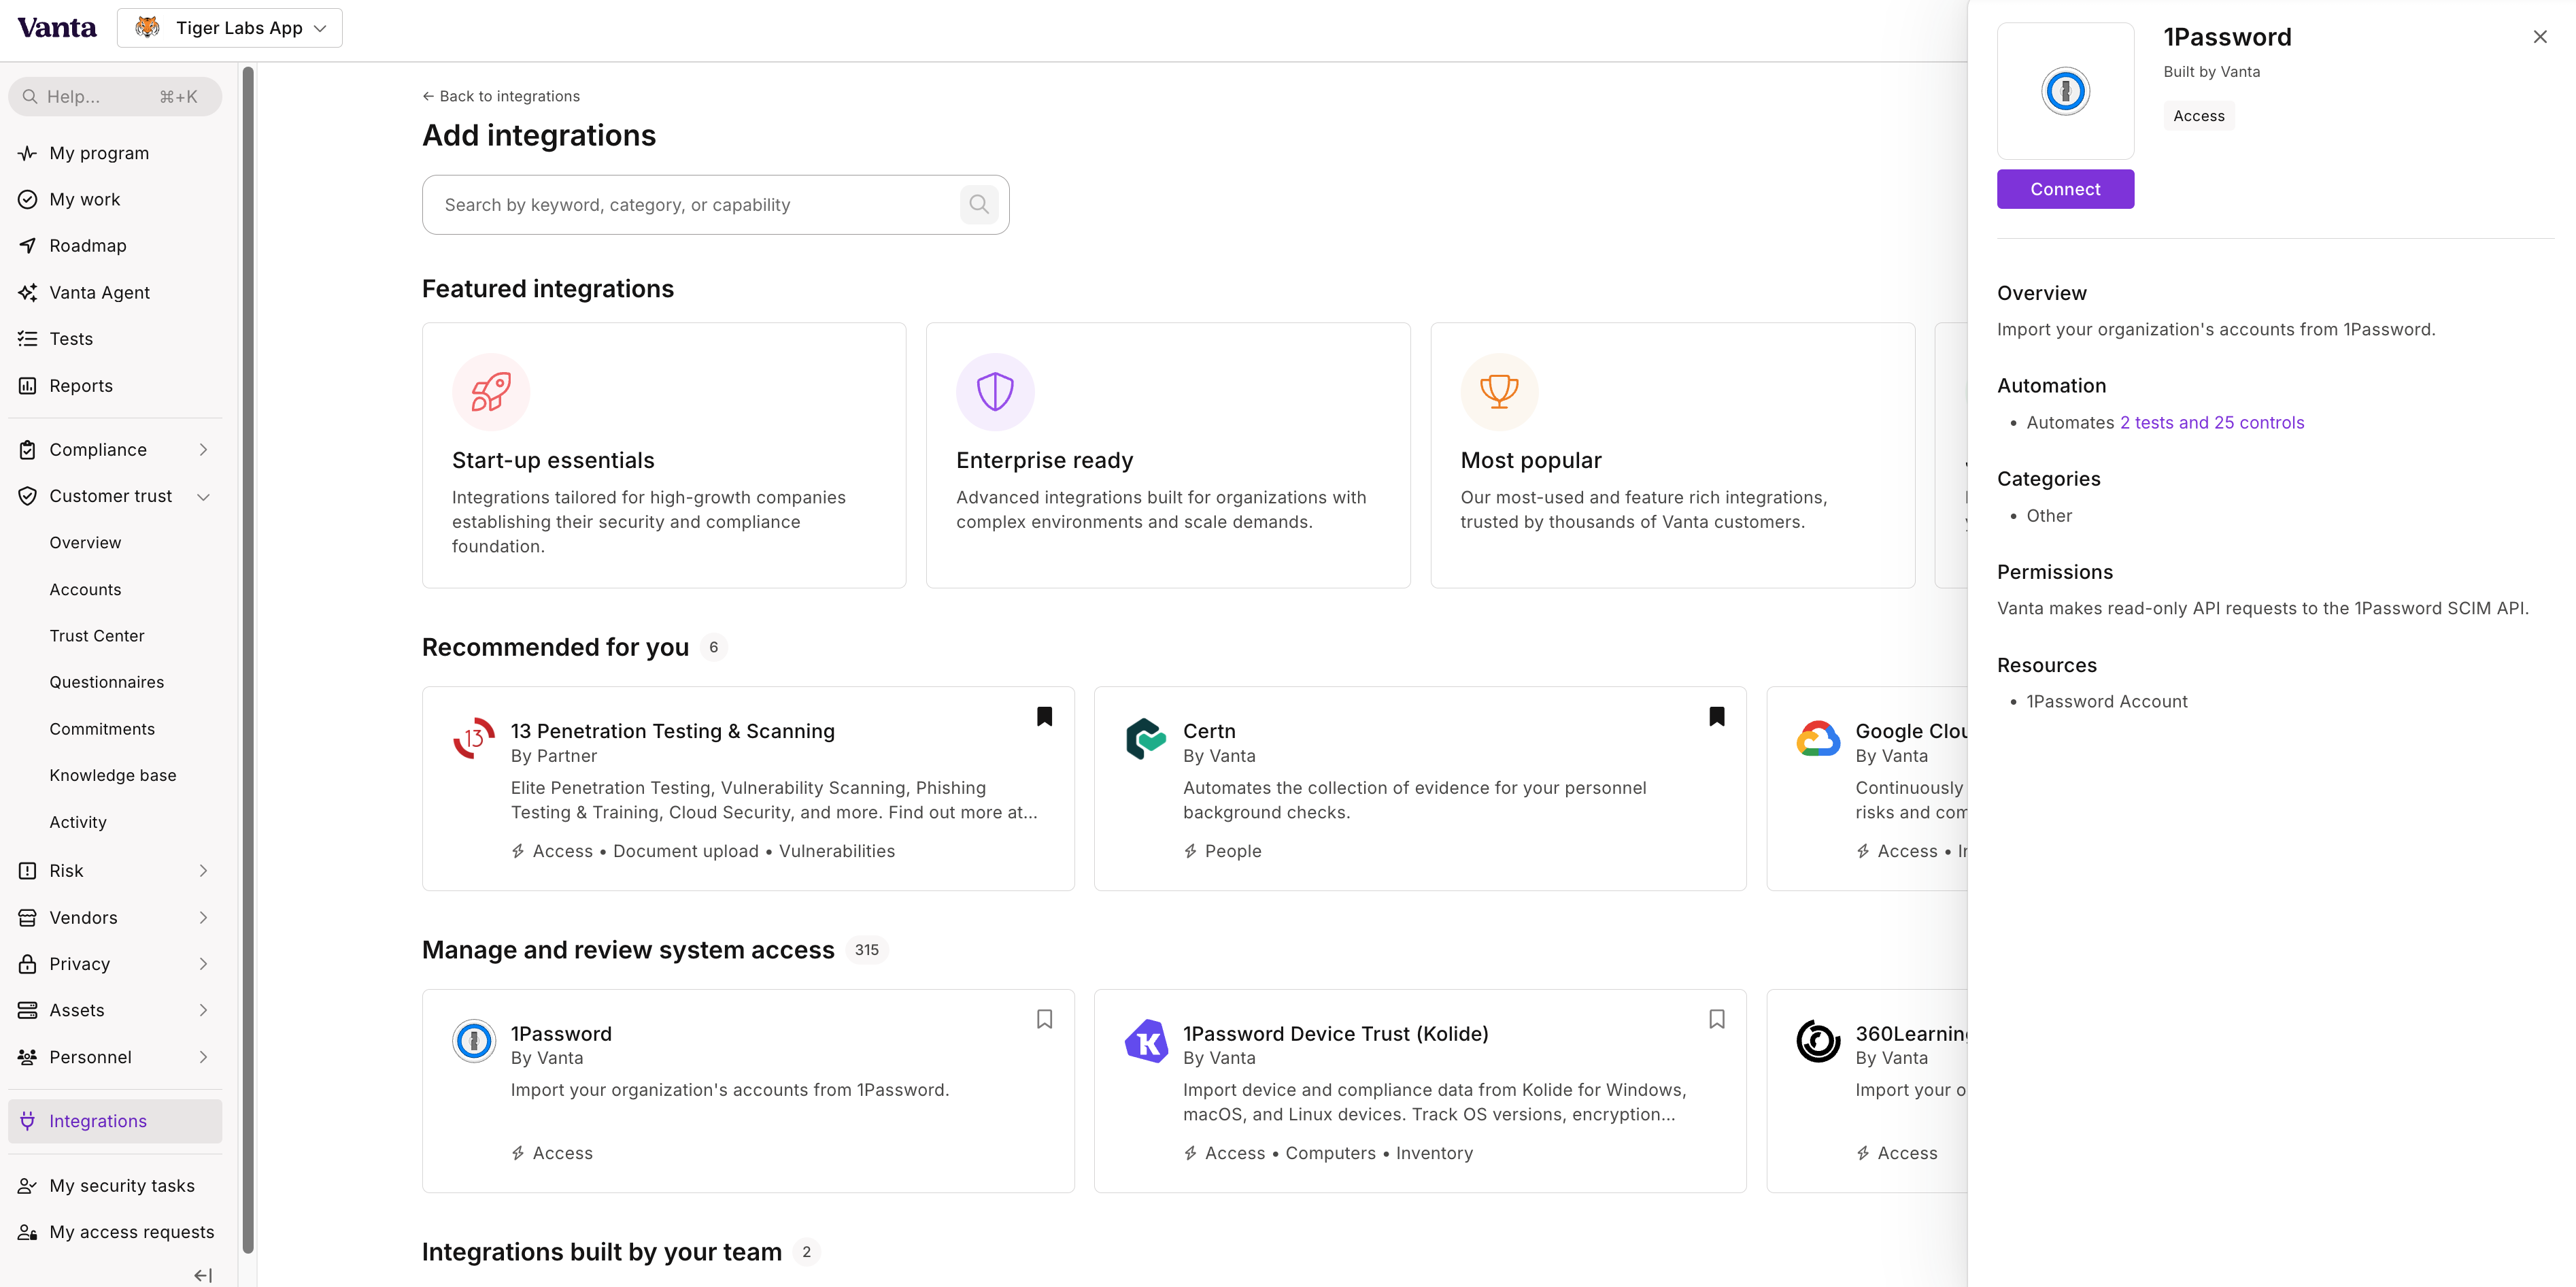 Vanta
Tiger Labs App
Help... ⌘+K
My program
My work
Roadmap
Vanta Agent
Tests
Reports
Compliance
Customer trust
Overview
Accounts
Trust Center
Questionnaires
Commitments
Knowledge base
Activity
Risk
Vendors
Privacy
Assets
Personnel
Integrations
My security tasks
My access requests
← Back to integrations
Add integrations
Search by keyword, category, or capability
Featured integrations
Start-up essentials
Integrations tailored for high-growth companies
establishing their security and compliance
foundation.
Enterprise ready
Advanced integrations built for organizations with
complex environments and scale demands.
Most popular
Our most-used and feature rich integrations,
trusted by thousands of Vanta customers.
Recommended for you 6
13
13 Penetration Testing & Scanning
By Partner
Elite Penetration Testing, Vulnerability Scanning, Phishing
Testing & Training, Cloud Security, and more. Find out more at...
Access • Document upload • Vulnerabilities
Certn
By Vanta
Automates the collection of evidence for your personnel
background checks.
People
Google Clou
By Vanta
Continuously
risks and com
Access •
Manage and review system access 315
1Password
By Vanta
Import your organization's accounts from 1Password.
Access
K
1Password Device Trust (Kolide)
By Vanta
Import device and compliance data from Kolide for Windows,
macOS, and Linux devices. Track OS versions, encryption...
Access • Computers • Inventory
360Learning
By Vanta
Import your o
Access
Integrations built by your team 2
1Password
Built by Vanta
Access
Connect
Overview
Import your organization's accounts from 1Password.
Automation
• Automates 2 tests and 25 controls
Categories
• Other
Permissions
Vanta makes read-only API requests to the 1Password SCIM API.
Resources
• 1Password Account